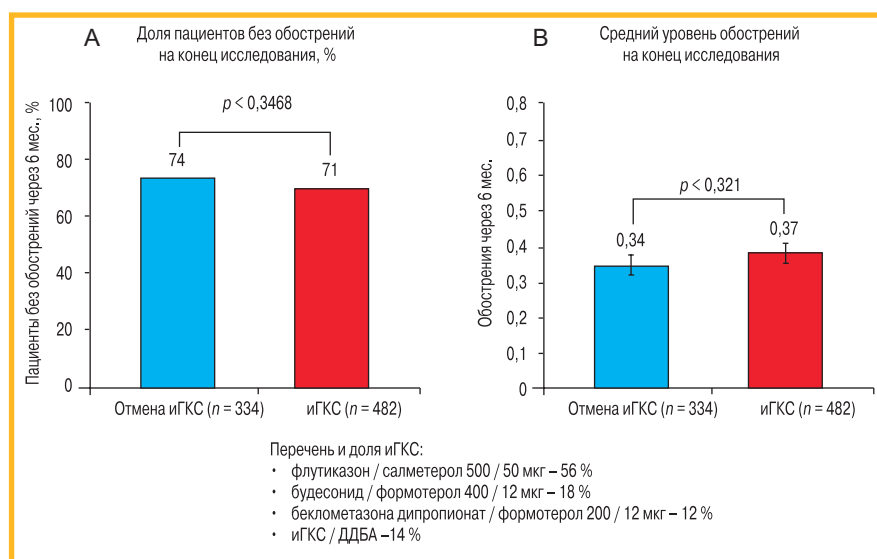 A
Доля пациентов без обострений
на конец исследования, %
Пациенты без обострений через 6 мес., %
100
80
60
40
20
0
p < 0,3468
74
71
Отмена иГКС (n = 334)
иГКС (n = 482)
B
Средний уровень обострений
на конец исследования
Обострения через 6 мес.
0,8
0,7
0,6
0,5
0,4
0,3
0,2
0,1
0
p < 0,321
0,34
0,37
Отмена иГКС (n = 334)
иГКС (n = 482)
Перечень и доля иГКС:
• флутиказон / салметерол 500 / 50 мкг – 56 %
• будесонид / формотерол 400 / 12 мкг – 18 %
• беклометазона дипропионат / формотерол 200 / 12 мкг – 12 %
• иГКС / ДДБА –14 %